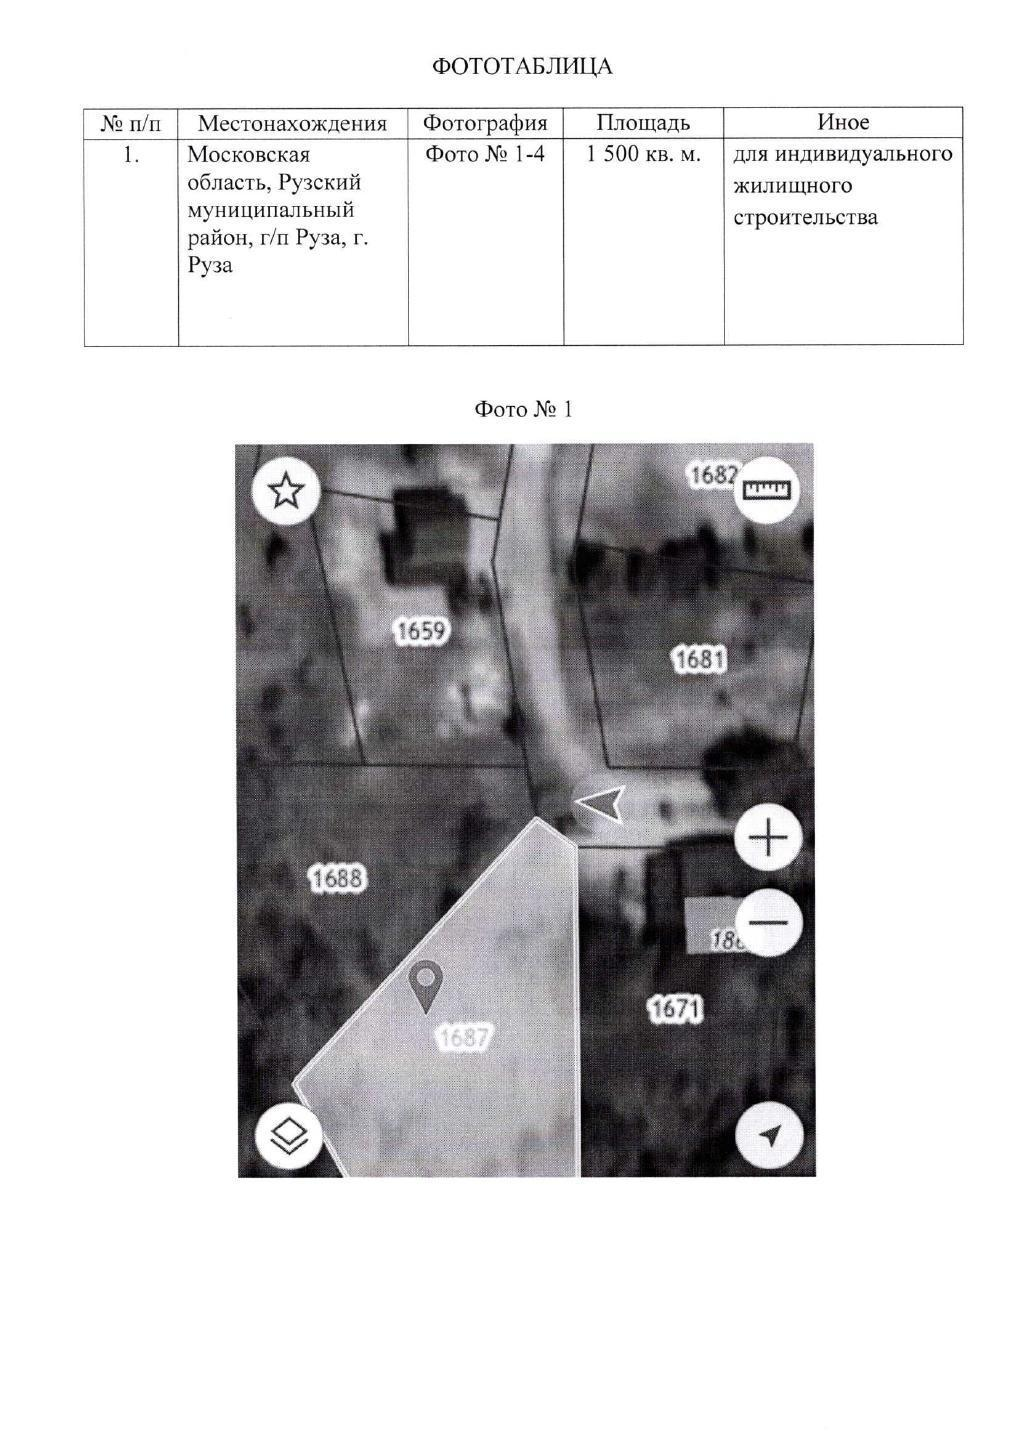 ФОТОТАБЛИЦА
№ п/п Местонахождения Фотография Площадь Иное
1. Московская область, Рузский муниципальный район, г/п Руза, г. Руза Фото № 1-4 1 500 кв. м. для индивидуального жилищного строительства
Фото № 1
1682
1659
1681
1688
1687
1671